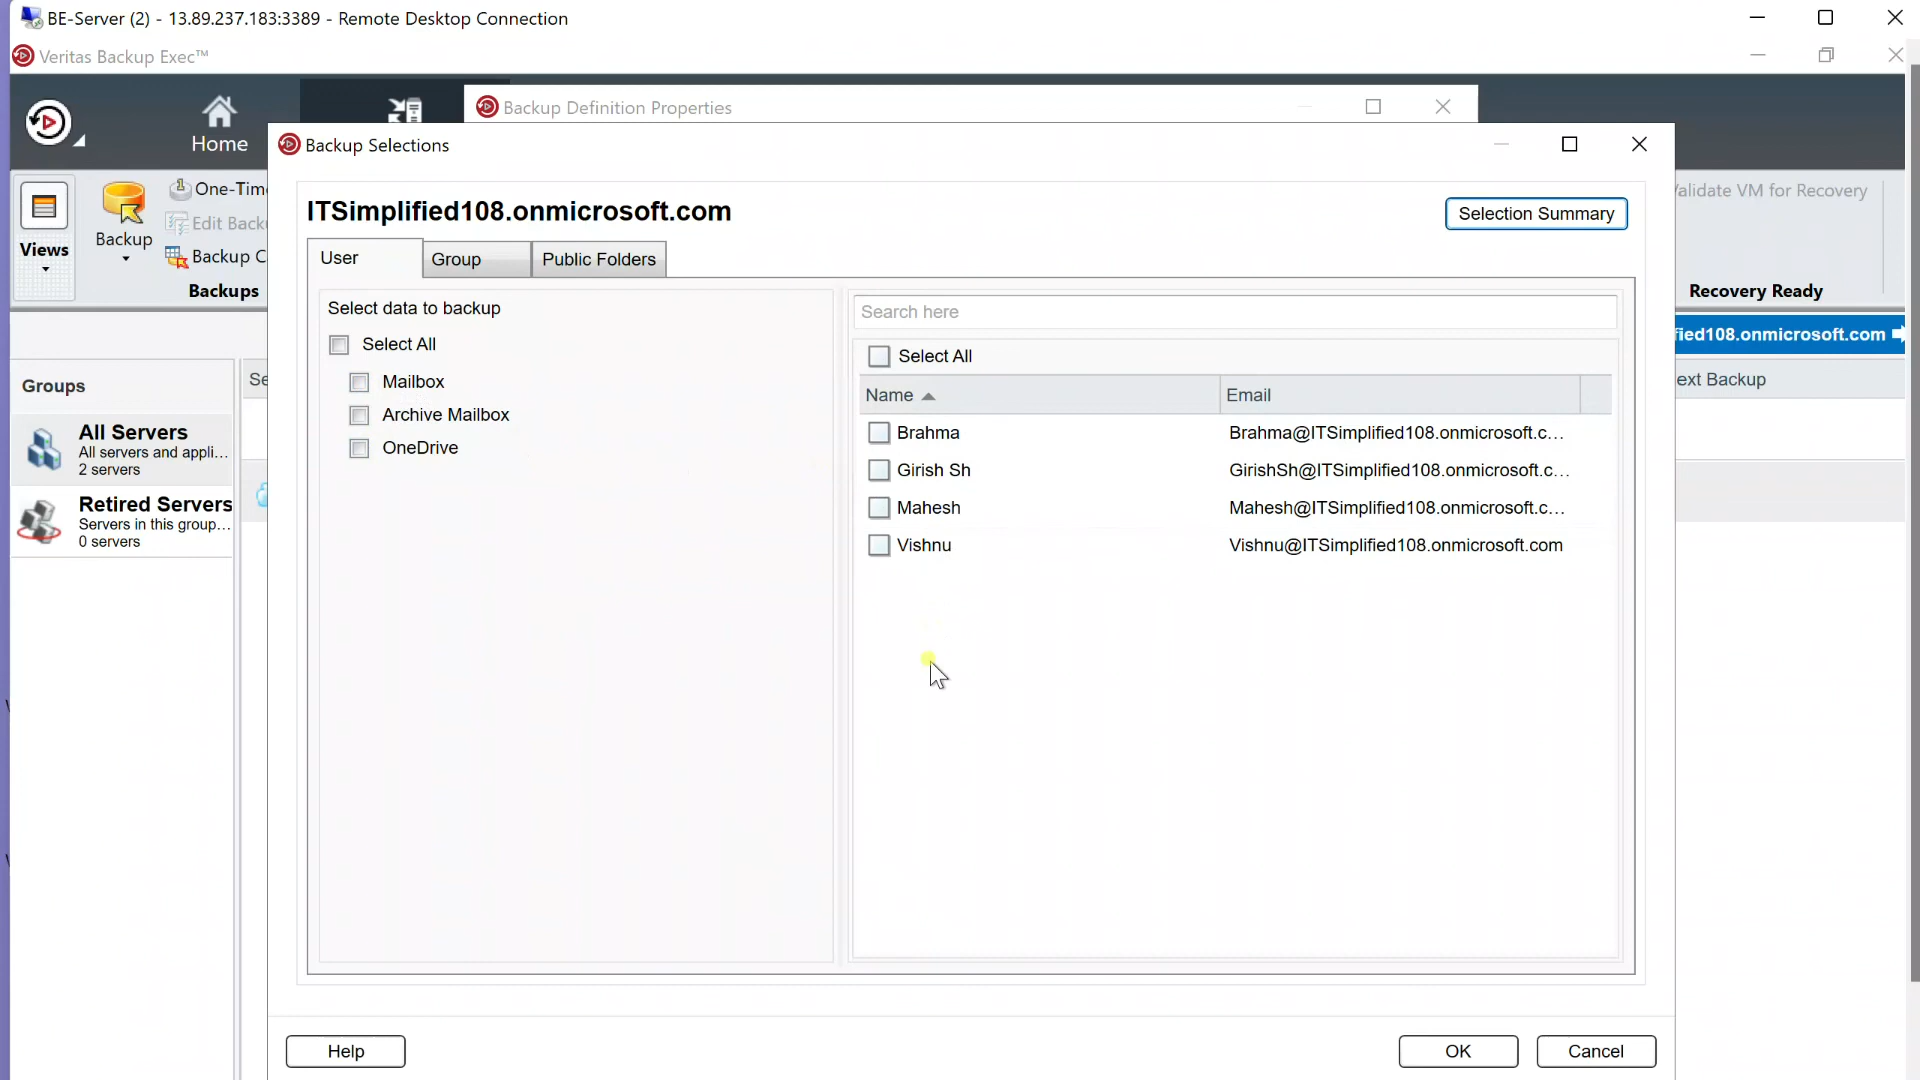 BE-Server (2) - 13.89.237.183:3389 - Remote Desktop Connection
Veritas Backup Exec™
Home
Backup Definition Properties
Backup Selections
Views
Backup
One-Time
Edit Backu
Backup C
Backups
Validate VM for Recovery
Recovery Ready
ITSimplified108.onmicrosoft.com
Selection Summary
User
Group
Public Folders
Select data to backup
Select All
Mailbox
Archive Mailbox
OneDrive
Search here
Select All
Name
Email
Brahma
Brahma@ITSimplified108.onmicrosoft.c...
Girish Sh
GirishSh@ITSimplified108.onmicrosoft.c...
Mahesh
Mahesh@ITSimplified108.onmicrosoft.c...
Vishnu
Vishnu@ITSimplified108.onmicrosoft.com
fied108.onmicrosoft.com
ext Backup
Groups
Se
All Servers
All servers and appli...
2 servers
Retired Servers
Servers in this group...
0 servers
Help
OK
Cancel